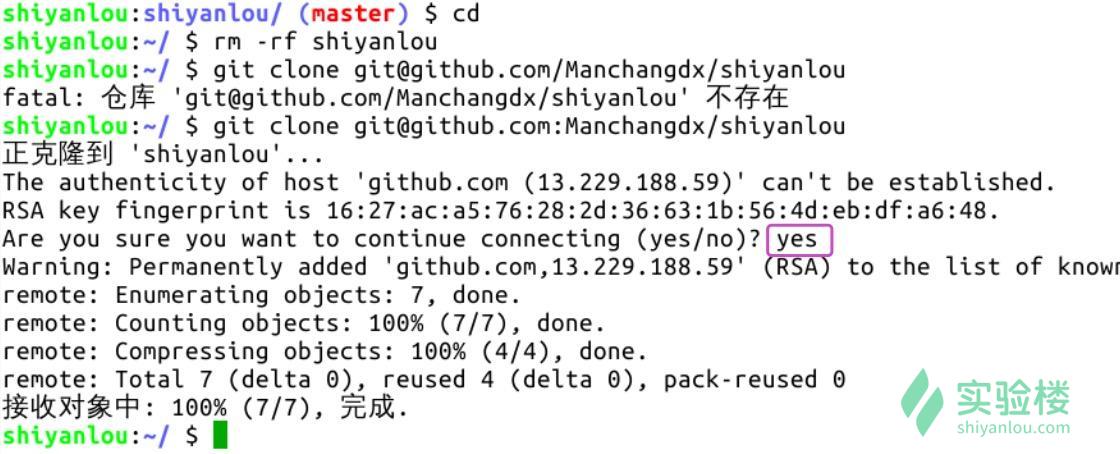 shiyanlou:shiyanlou/ (master) $ cd
shiyanlou:~/ $ rm -rf shiyanlou
shiyanlou:~/ $ git clone git@github.com/Manchangdx/shiyanlou
fatal: 仓库 'git@github.com/Manchangdx/shiyanlou' 不存在
shiyanlou:~/ $ git clone git@github.com:Manchangdx/shiyanlou
正克隆到 'shiyanlou'...
The authenticity of host 'github.com (13.229.188.59)' can't be established.
RSA key fingerprint is 16:27:ac:a5:76:28:2d:36:63:1b:56:4d:eb:df:a6:48.
Are you sure you want to continue connecting (yes/no)? yes
Warning: Permanently added 'github.com,13.229.188.59' (RSA) to the list of known
remote: Enumerating objects: 7, done.
remote: Counting objects: 100% (7/7), done.
remote: Compressing objects: 100% (4/4), done.
remote: Total 7 (delta 0), reused 4 (delta 0), pack-reused 0
接收对象中: 100% (7/7), 完成.
shiyanlou:~/ $
实验楼
shiyanlou.com